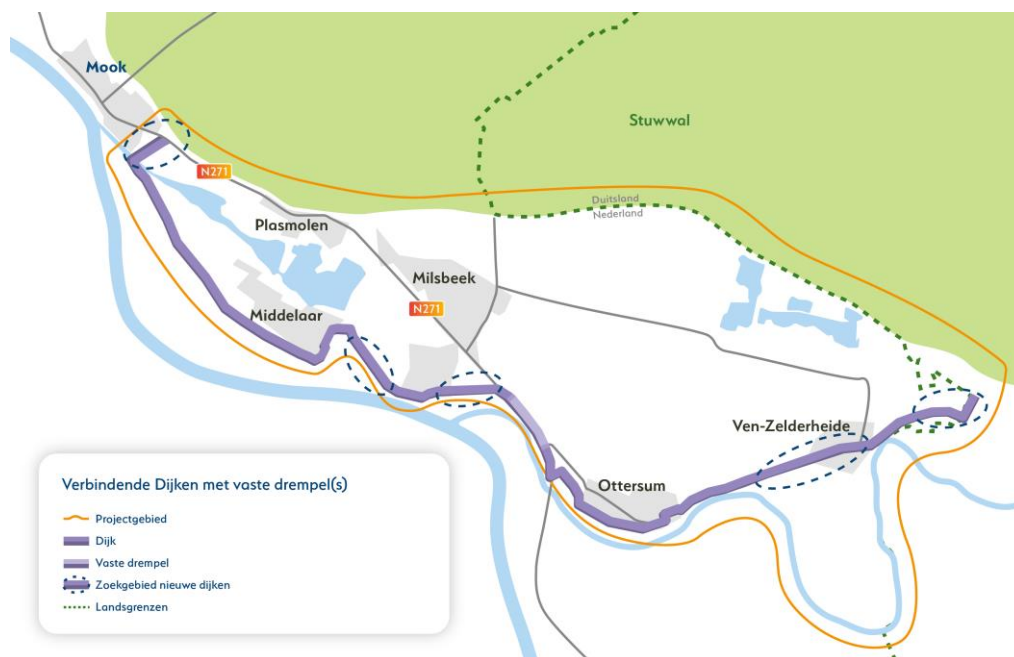 Mook
Stuwwal
N271
Duitsland
Nederland
Plasmolen
Milsbeek
N271
Middelaar
Ven-Zelderheide
Ottersum
Verbindende Dijken met vaste drempel(s)
Projectgebied
Dijk
Vaste drempel
Zoekgebied nieuwe dijken
Landsgrenzen